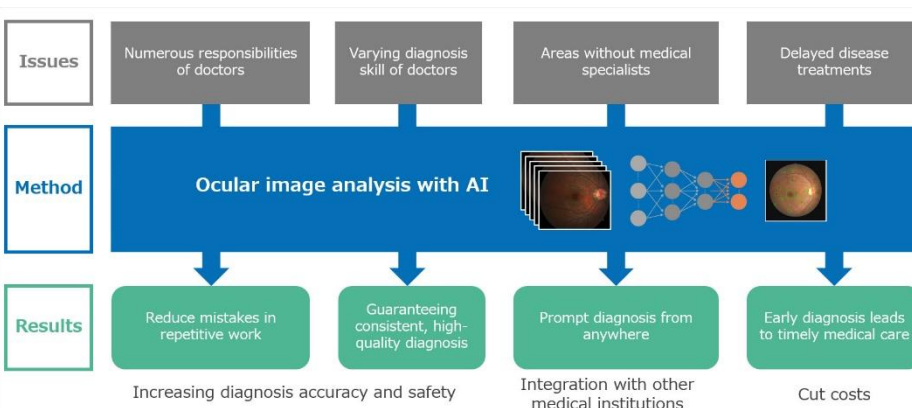 Issues
Numerous responsibilities
of doctors
Varying diagnosis
skill of doctors
Areas without medical
specialists
Delayed disease
treatments
Method
Ocular image analysis with AI
Results
Reduce mistakes in
repetitive work
Guaranteeing
consistent, high-
quality diagnosis
Prompt diagnosis from
anywhere
Early diagnosis leads
to timely medical care
Increasing diagnosis accuracy and safety
Integration with other
medical institutions
Cut costs